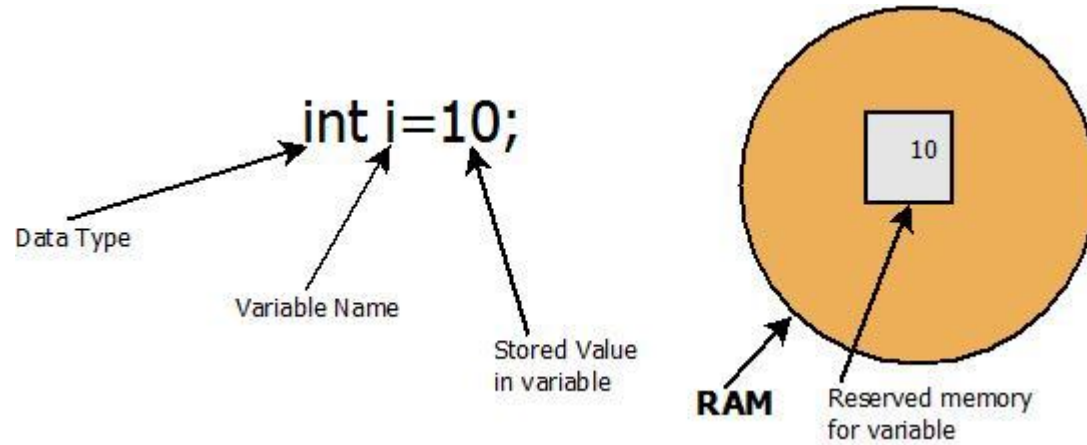 int i=10;
Data Type
Variable Name
Stored Value
in variable
10
RAM
Reserved memory
for variable